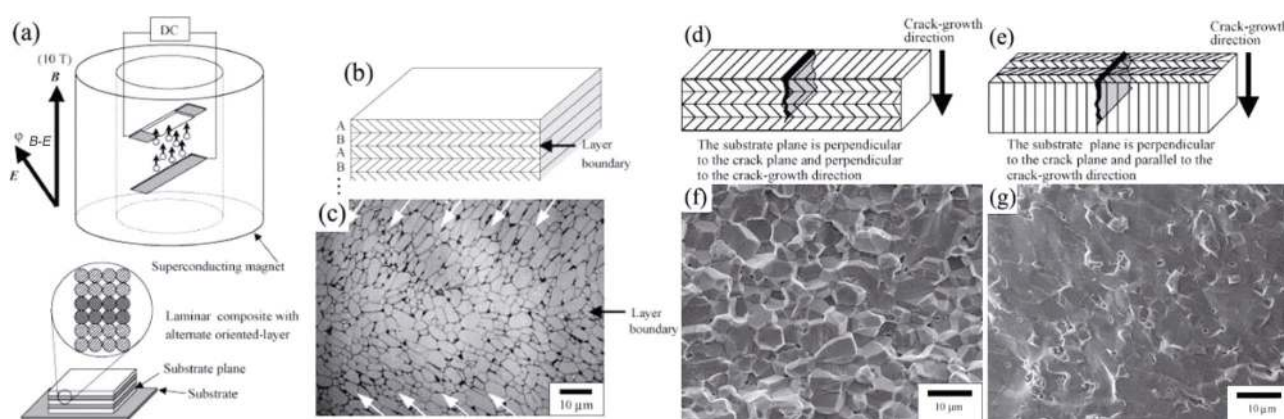 (a)
DC
(10 T)
B
φ
B-E
E
Superconducting magnet
Laminar composite with
alternate oriented-layer
Substrate plane
Substrate
(b)
A
B
A
B
Layer
boundary
(c)
Layer
boundary
10 μm
(d)
Crack-growth
direction
The substrate plane is perpendicular
to the crack plane and perpendicular
to the crack-growth direction
(e)
Crack-growth
direction
The substrate plane is perpendicular
to the crack plane and parallel to the
crack-growth direction
(f)
10 μm
(g)
10 μm